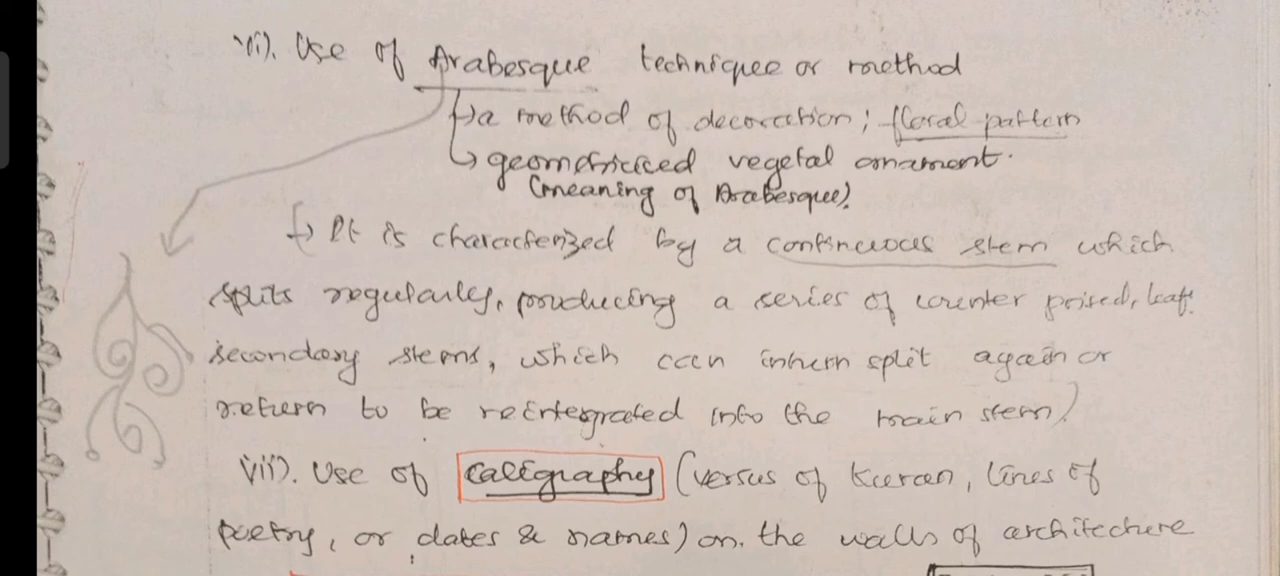 vi). Use of Arabesque technique or method
↳ a method of decoration; floral pattern
↳ geometricized vegetal ornament.
(meaning of Arabesque).
↳ It is characterized by a continuous stem which
splits regularly, producing a series of counter poised, leafy
secondary stems, which can inturn split again or
return to be reintegrated into the main stem)
vii). Use of Caligraphy (versus of Kuran, lines of
poetry, or dates & names) on the walls of architecture